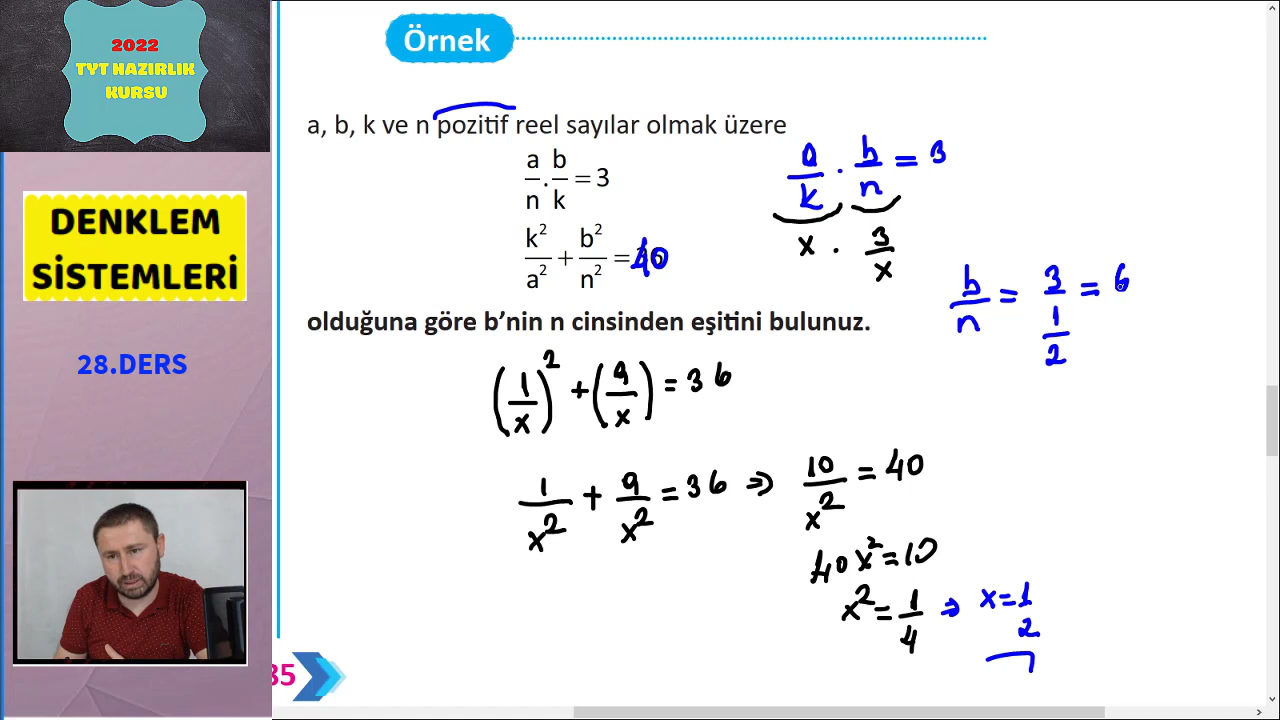 2022
TYT HAZIRLIK
KURSU
DENKLEM
SİSTEMLERİ
28.DERS
Örnek
a, b, k ve n pozitif reel sayılar olmak üzere
a/n . b/k = 3
k²/a² + b²/n² = 40
olduğuna göre b’nin n cinsinden eşitini bulunuz.
a/k . b/n = 3
x . 3/x
b/n = 3/(1/2) = 6
(1/x)² + (9/x) = 36
1/x² + 9/x² = 36 ⇒ 10/x² = 40
40x² = 10
x² = 1/4 ⇒ x = 1/2
35